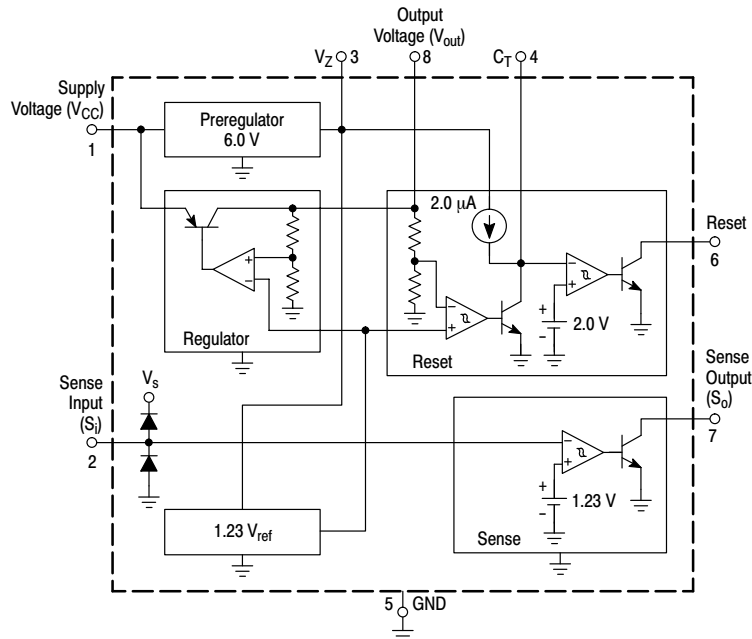 Output
Voltage (Vout)
VZ 3
8
CT 4
Supply
Voltage (VCC)
1
Preregulator
6.0 V
2.0 µA
Reset
6
+
−
Regulator
−
+
−
+
+
−
2.0 V
Reset
Sense
Input
(Si)
2
Vs
Sense
Output
(So)
7
−
+
+
−
1.23 V
Sense
1.23 Vref
5 GND